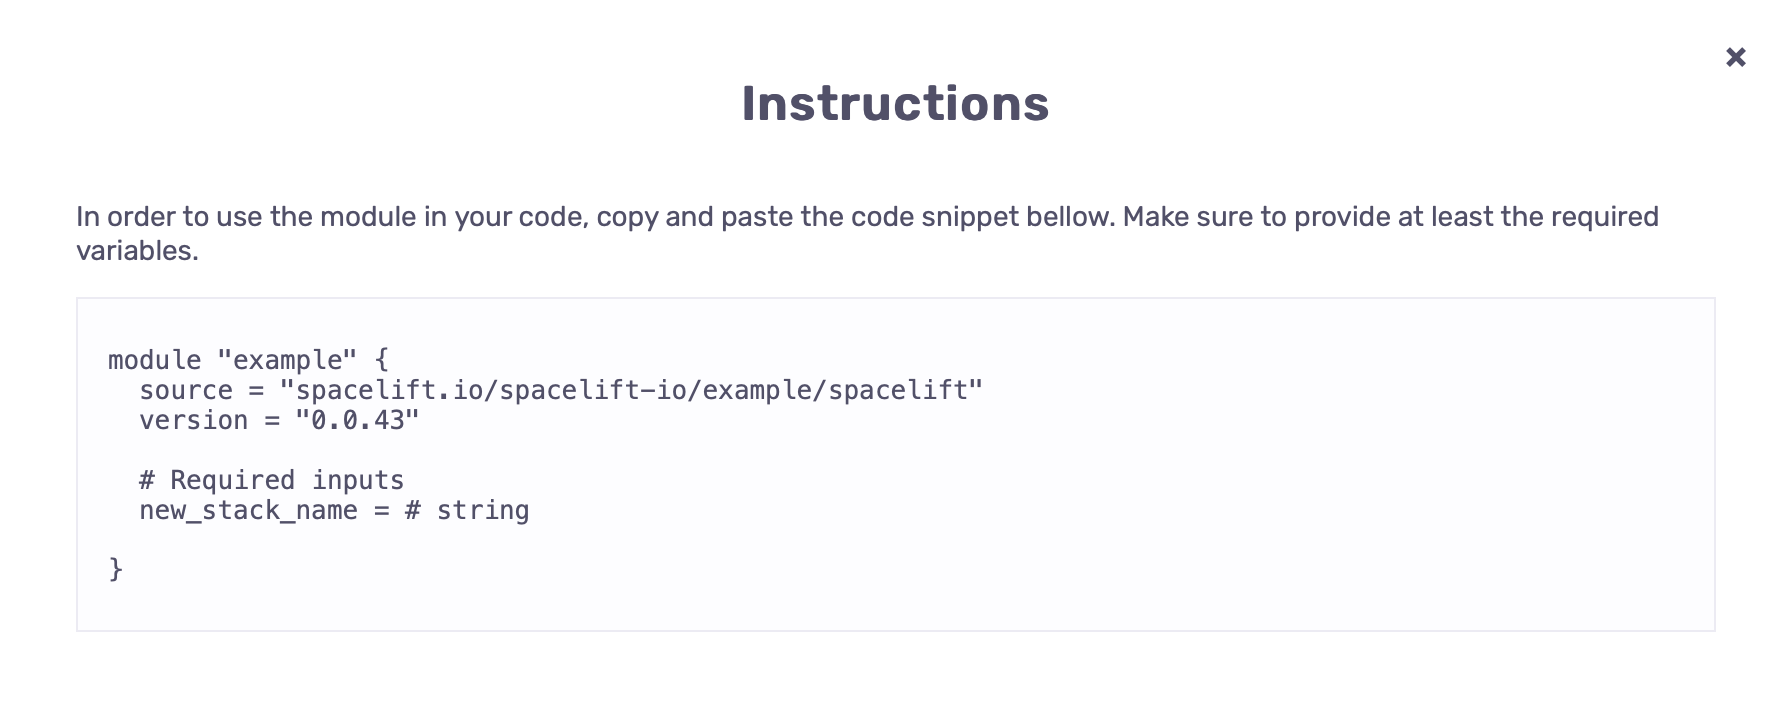 Instructions
In order to use the module in your code, copy and paste the code snippet bellow. Make sure to provide at least the required
variables.
module "example" {
  source = "spacelift.io/spacelift-io/example/spacelift"
  version = "0.0.43"

  # Required inputs
  new_stack_name = # string

}